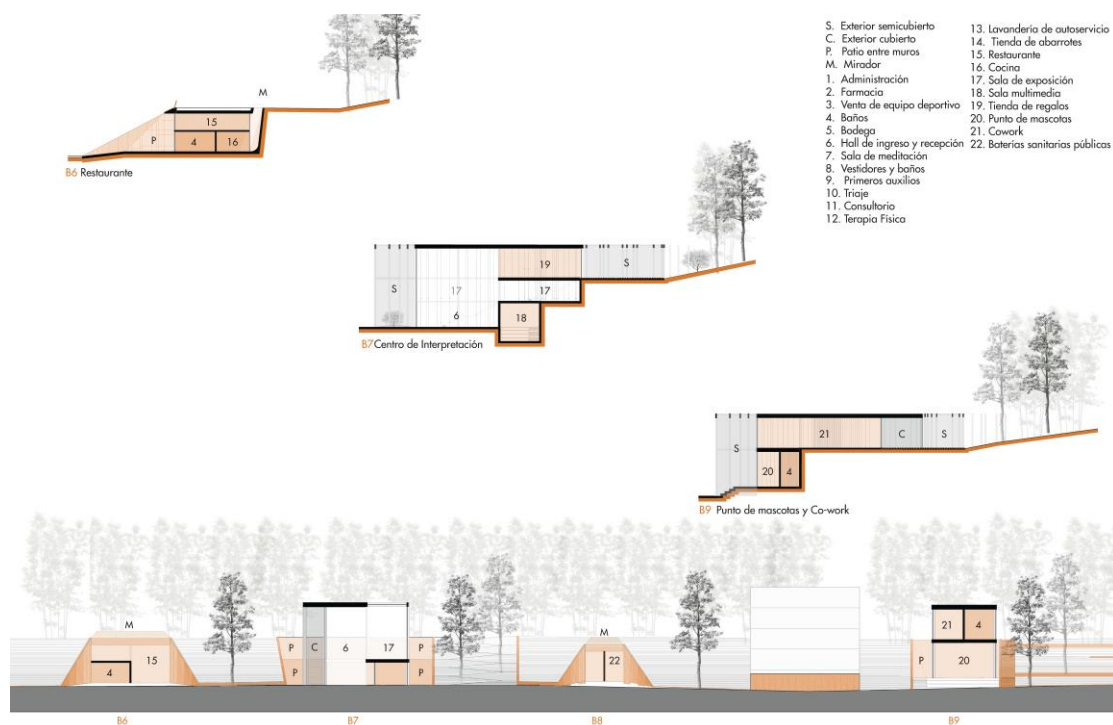 S. Exterior semicubierto
C. Exterior cubierto
P. Patio entre muros
M. Mirador
1. Administración
2. Farmacia
3. Venta de equipo deportivo
4. Baños
5. Bodega
6. Hall de ingreso y recepción
7. Sala de meditación
8. Vestidores y baños
9. Primeros auxilios
10. Triaje
11. Consultorio
12. Terapia Física
13. Lavandería de autoservicio
14. Tienda de abarrotes
15. Restaurante
16. Cocina
17. Sala de exposición
18. Sala multimedia
19. Tienda de regalos
20. Punto de mascotas
21. Cowork
22. Baterías sanitarias públicas
M
15
P 4 16
B6 Restaurante
19 S
S 17 17
6 18
B7 Centro de Interpretación
21 C S
S
20 4
B9 Punto de mascotas y Co-work
M
4 15
P C 6 17 P
P P
M
22
21 4
P 20
B6 B7 B8 B9